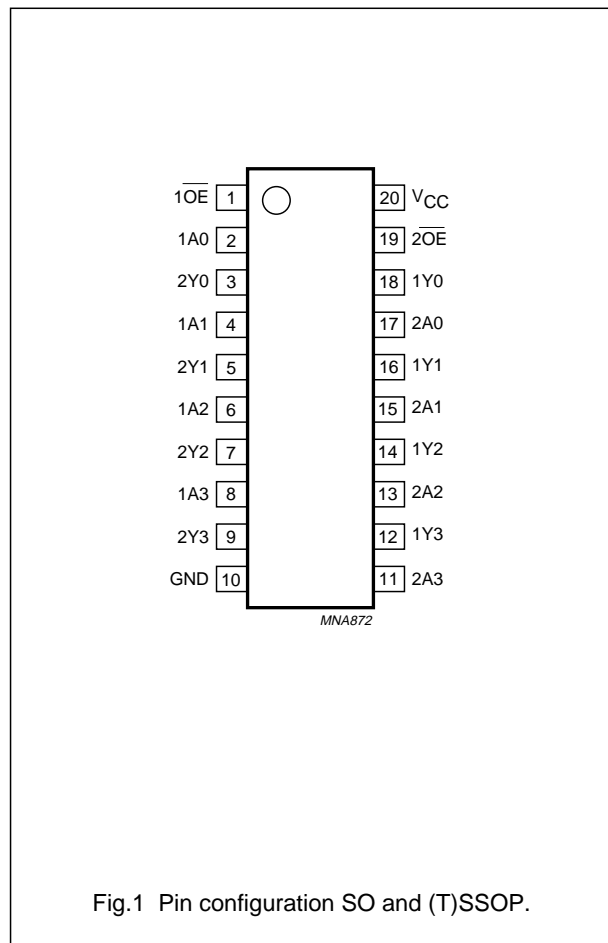 1O̅E̅ 1 20 VCC
1A0 2 19 2O̅E̅
2Y0 3 18 1Y0
1A1 4 17 2A0
2Y1 5 16 1Y1
1A2 6 15 2A1
2Y2 7 14 1Y2
1A3 8 13 2A2
2Y3 9 12 1Y3
GND 10 11 2A3
MNA872
Fig.1 Pin configuration SO and (T)SSOP.